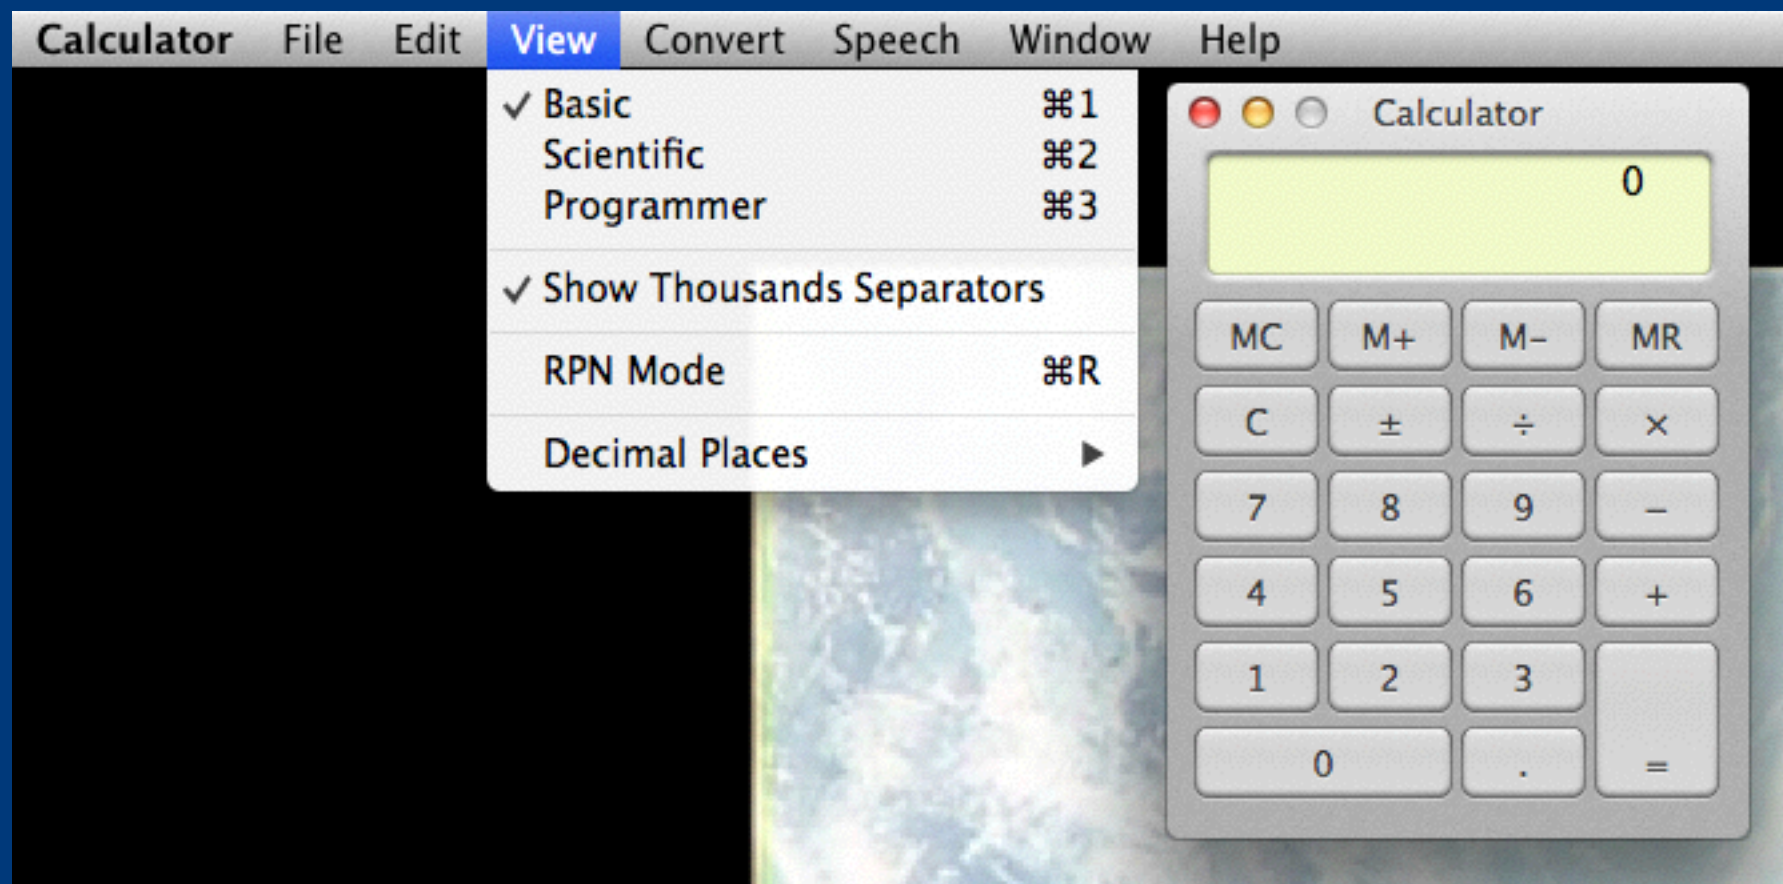 Calculator File Edit View Convert Speech Window Help
✓ Basic ⌘1
Scientific ⌘2
Programmer ⌘3
✓ Show Thousands Separators
RPN Mode ⌘R
Decimal Places ▶
Calculator
0
MC M+ M− MR
C ± ÷ ×
7 8 9 −
4 5 6 +
1 2 3
0 . =